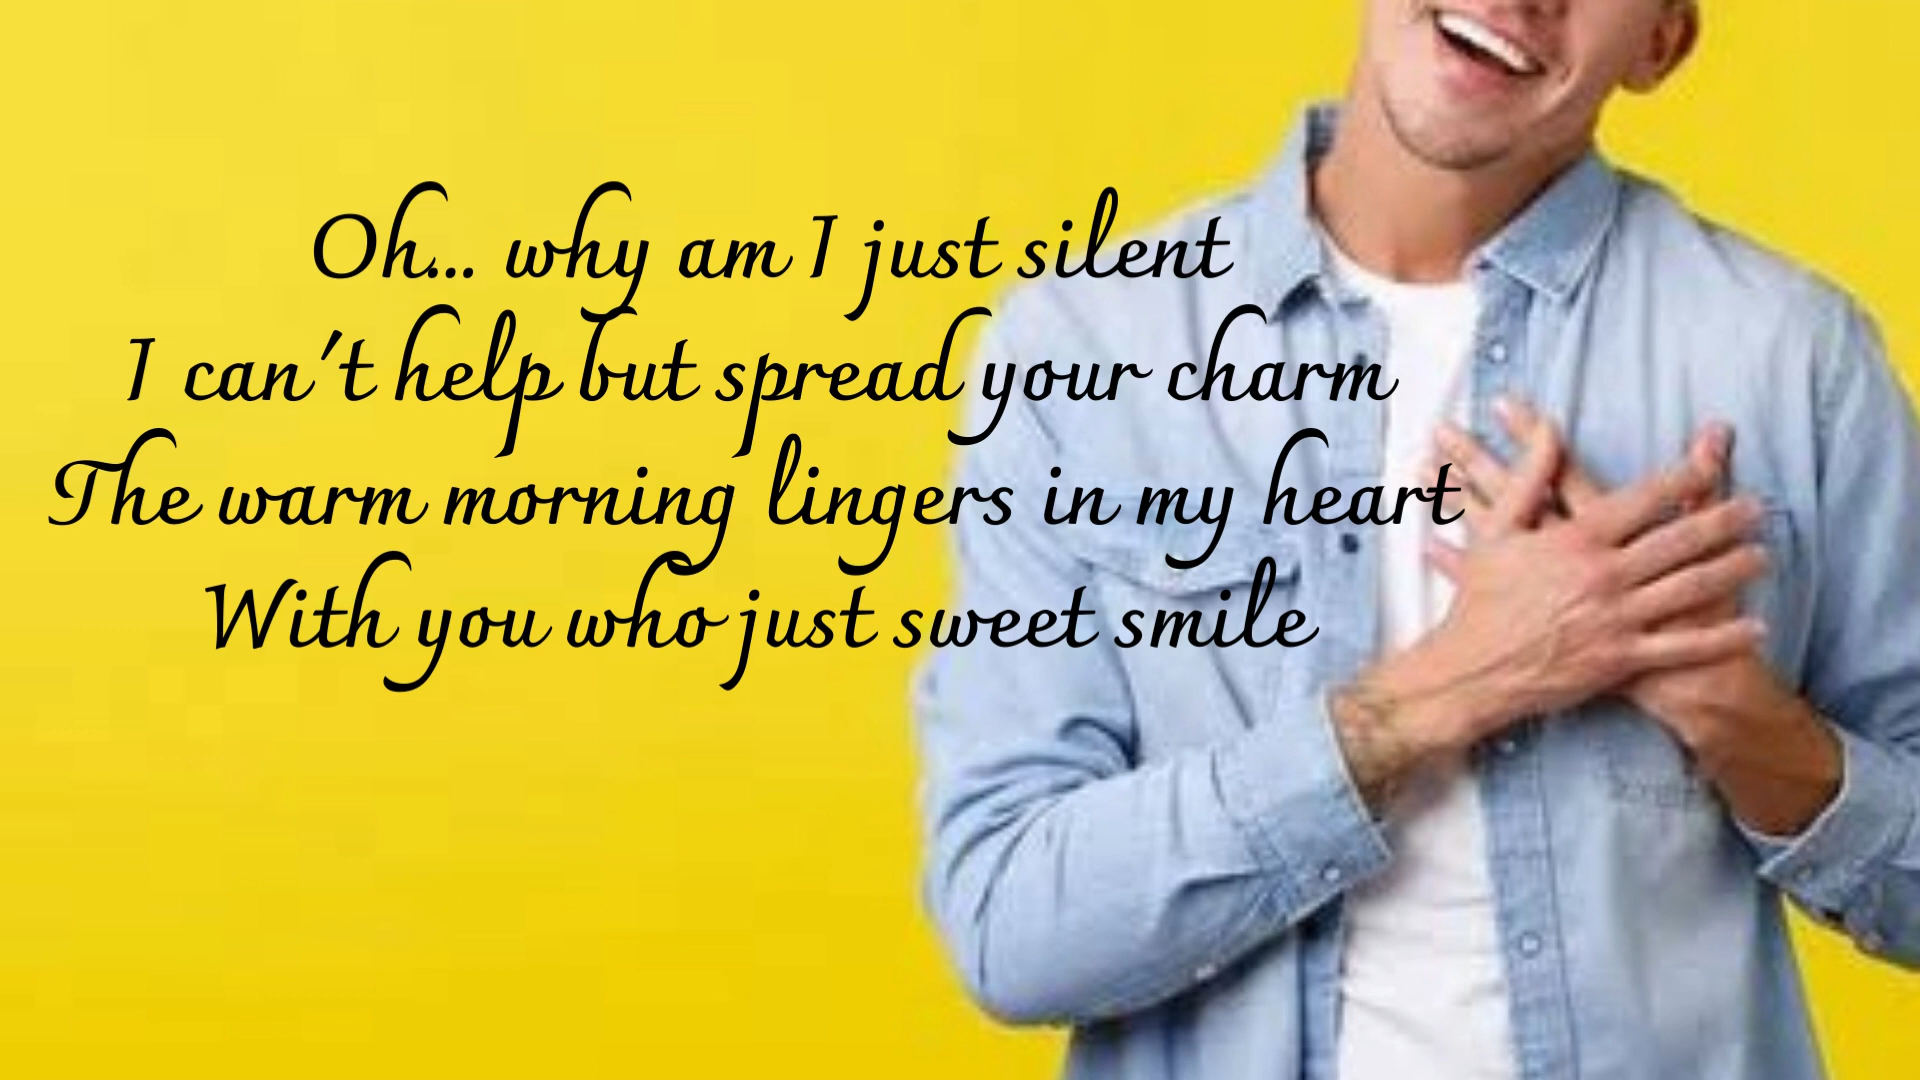 Oh... why am I just silent
I can't help but spread your charm
The warm morning lingers in my heart
With you who just sweet smile